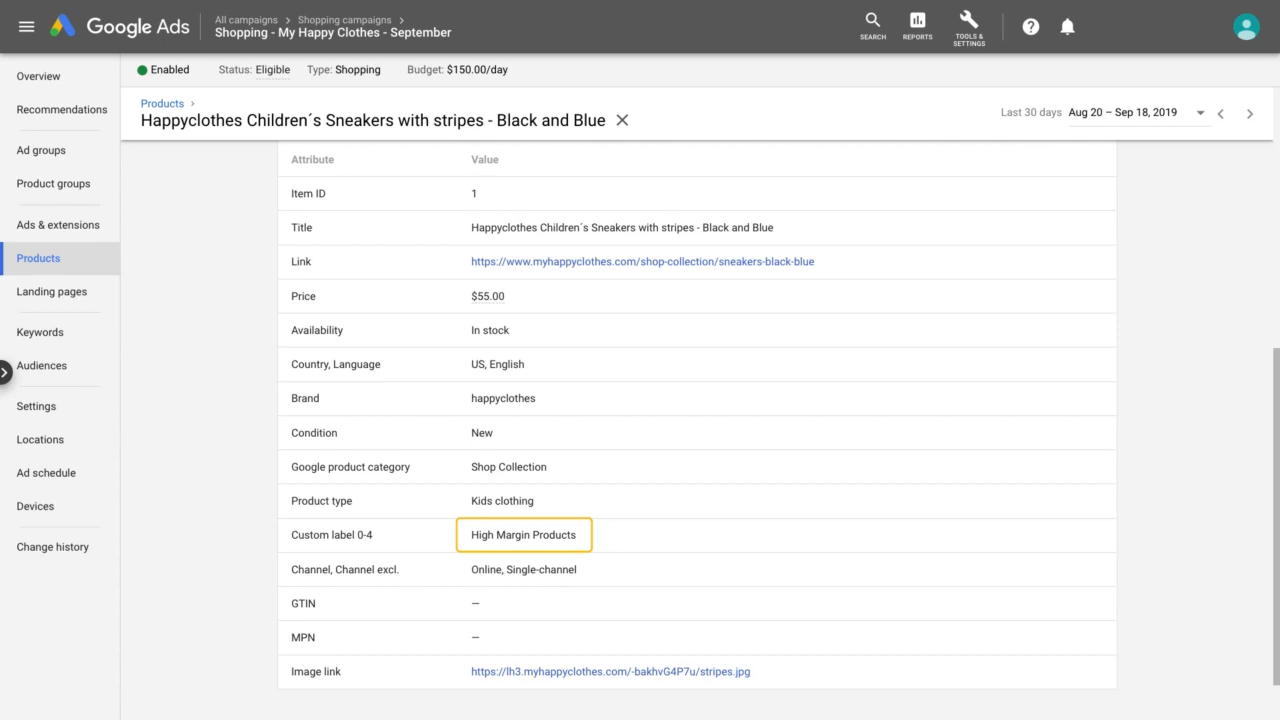 Google Ads
All campaigns > Shopping campaigns >
Shopping - My Happy Clothes - September
SEARCH
REPORTS
TOOLS &
SETTINGS
Enabled Status: Eligible Type: Shopping Budget: $150.00/day
Overview
Recommendations
Ad groups
Product groups
Ads & extensions
Products
Landing pages
Keywords
Audiences
Settings
Locations
Ad schedule
Devices
Change history
Products >
Happyclothes Children´s Sneakers with stripes - Black and Blue
Last 30 days Aug 20 – Sep 18, 2019
Attribute Value
Item ID 1
Title Happyclothes Children´s Sneakers with stripes - Black and Blue
Link https://www.myhappyclothes.com/shop-collection/sneakers-black-blue
Price $55.00
Availability In stock
Country, Language US, English
Brand happyclothes
Condition New
Google product category Shop Collection
Product type Kids clothing
Custom label 0-4 High Margin Products
Channel, Channel excl. Online, Single-channel
GTIN —
MPN —
Image link https://lh3.myhappyclothes.com/-bakhvG4P7u/stripes.jpg